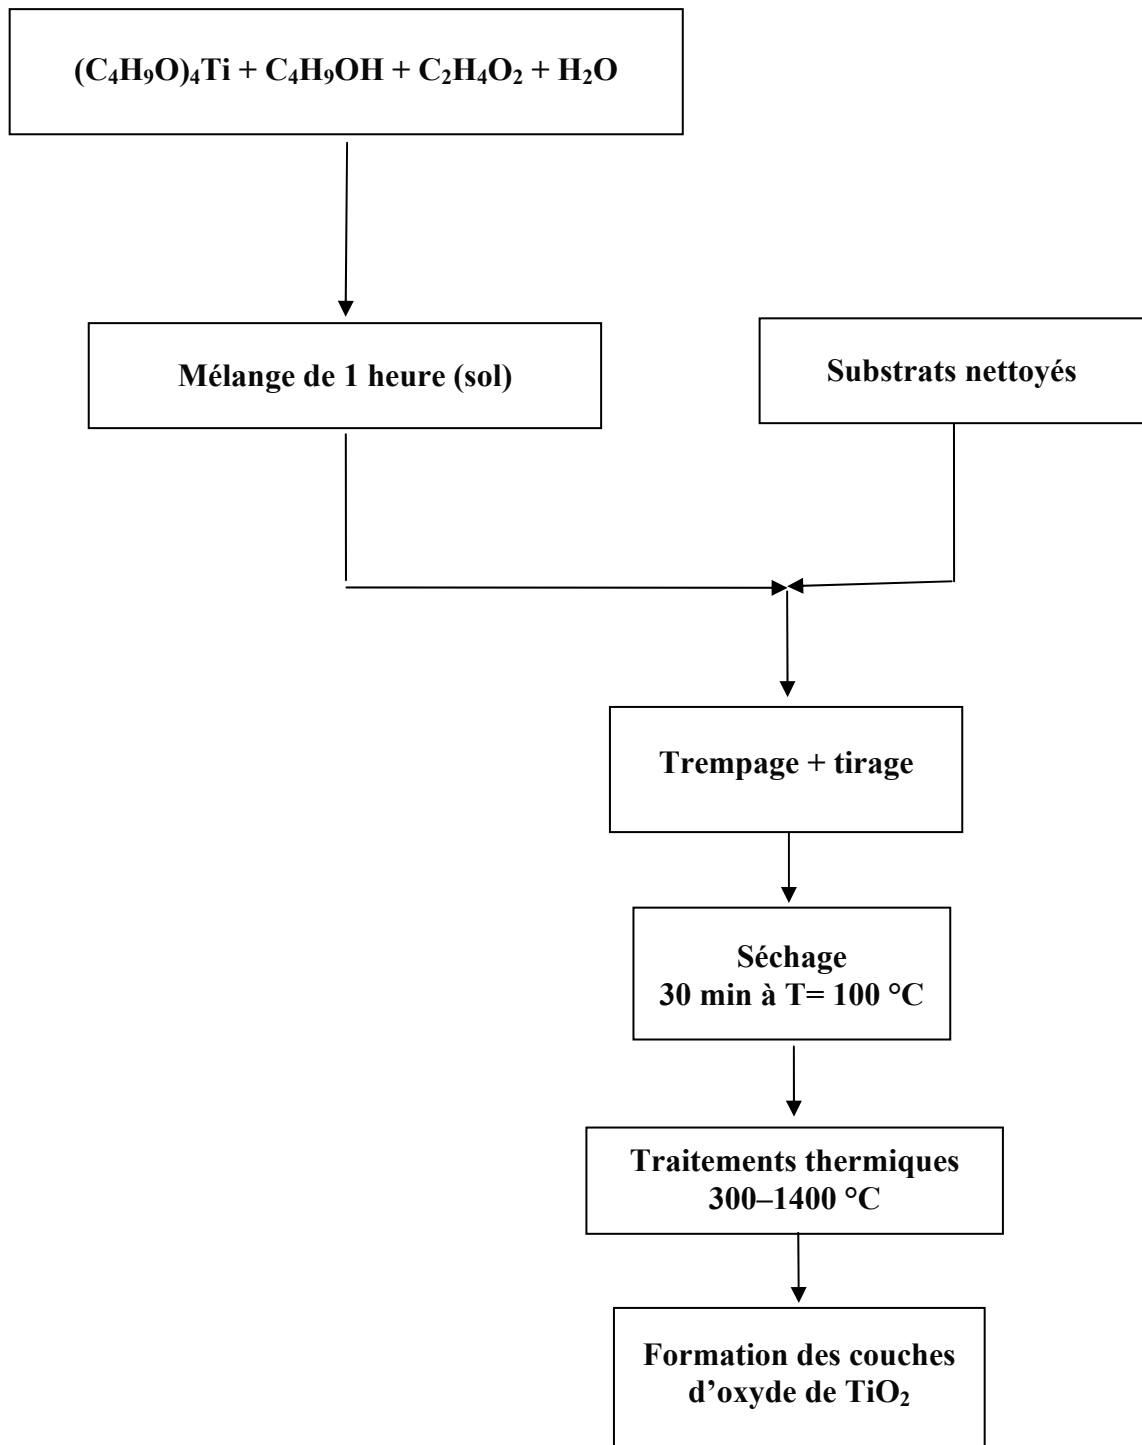 (C₄H₉O)₄Ti + C₄H₉OH + C₂H₄O₂ + H₂O
Mélange de 1 heure (sol)
Substrats nettoyés
Trempage + tirage
Séchage
30 min à T= 100 °C
Traitements thermiques
300–1400 °C
Formation des couches
d’oxyde de TiO₂